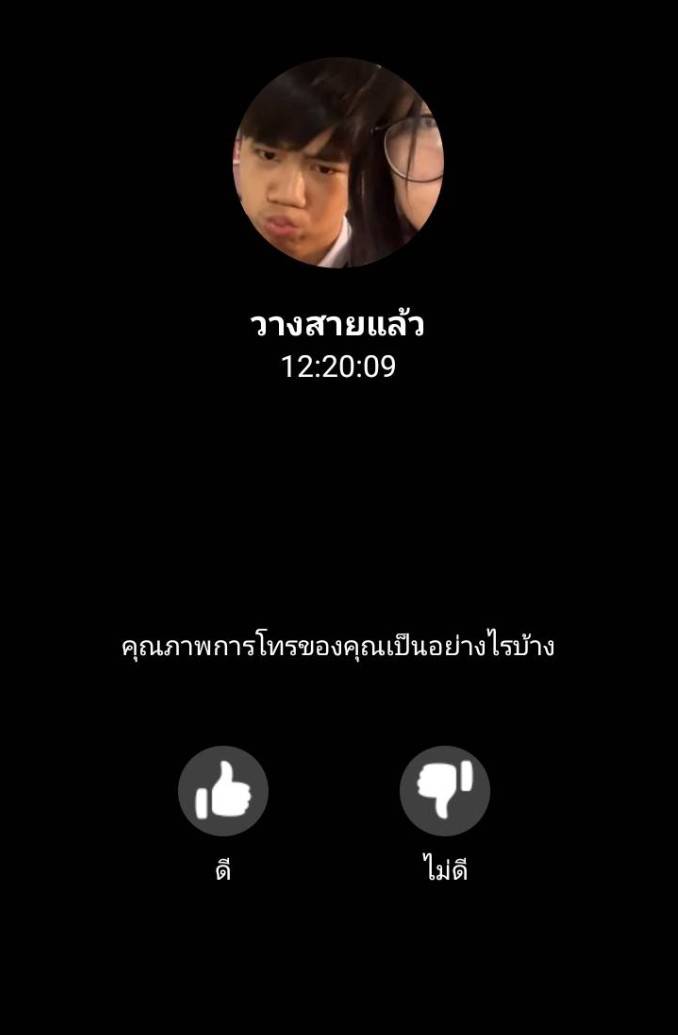 วางสายแล้ว
12:20:09
คุณภาพการโทรของคุณเป็นอย่างไรบ้าง
ดี
ไม่ดี